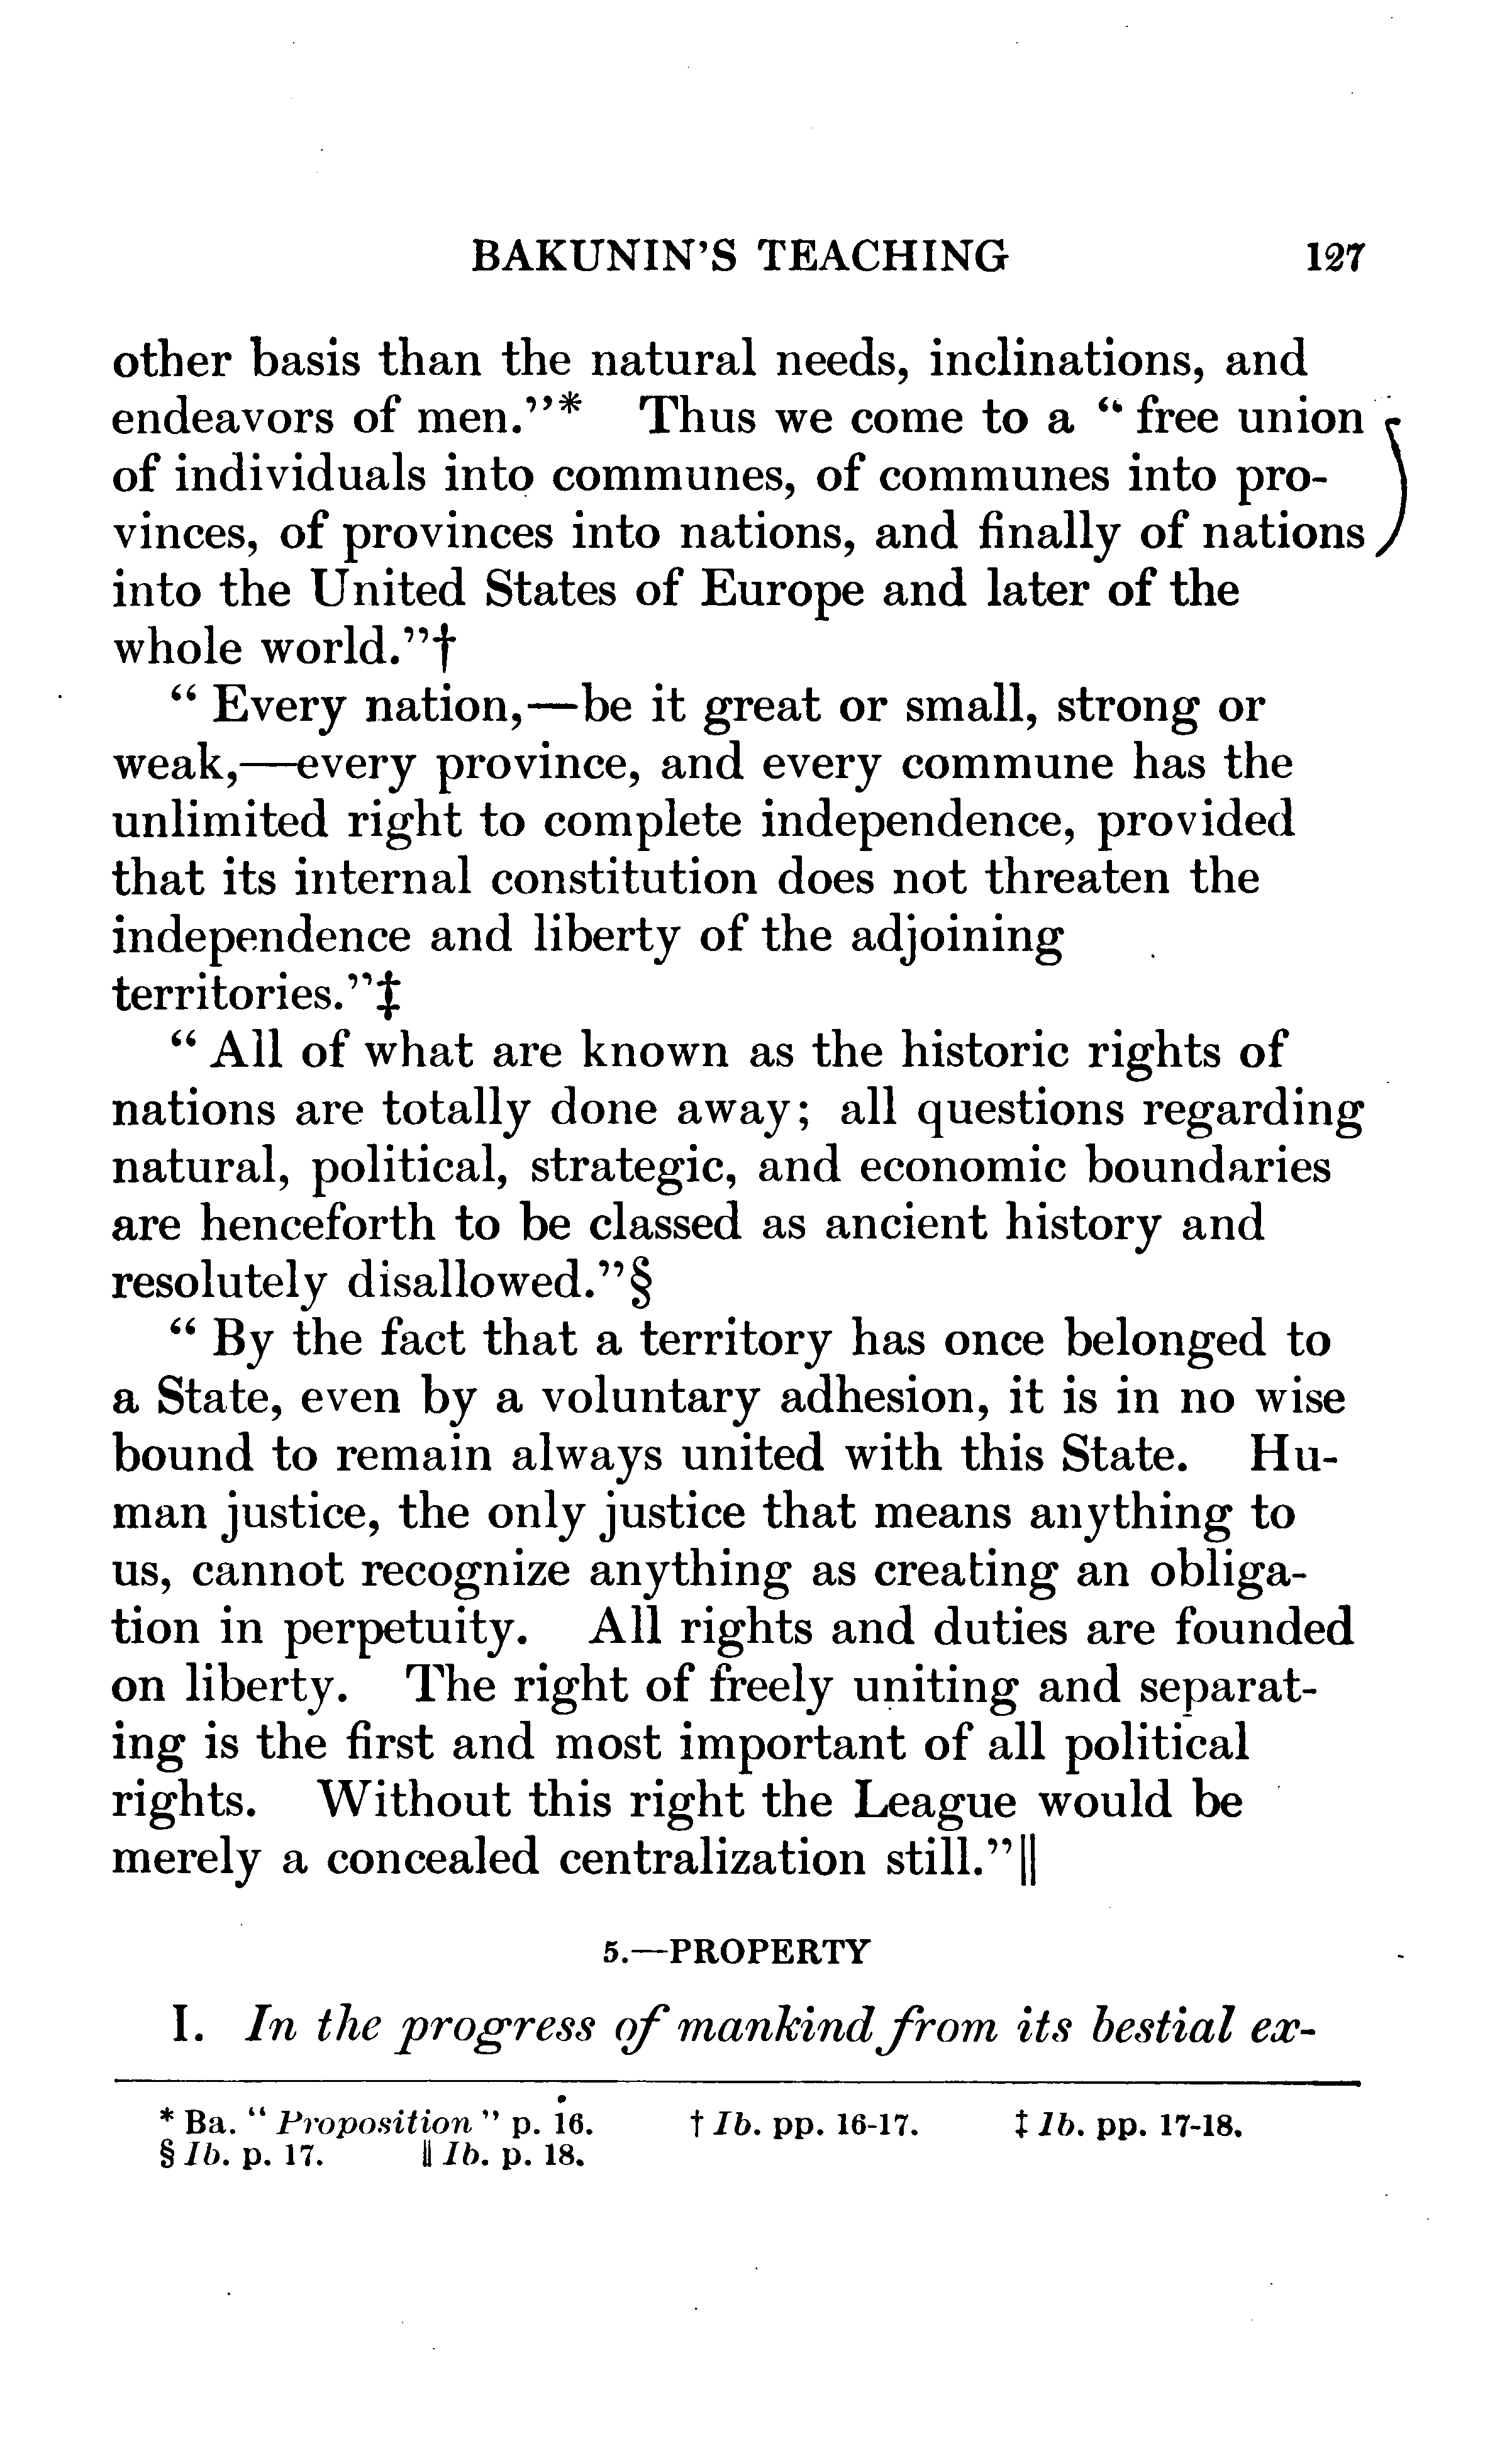 BAKUNIN'S TEACHING 127
other basis than the natural needs, inclinations, and
endeavors of men."* Thus we come to a "free union
of individuals into communes, of communes into pro-
vinces, of provinces into nations, and finally of nations
into the United States of Europe and later of the
whole world."†
"Every nation,—be it great or small, strong or
weak,—every province, and every commune has the
unlimited right to complete independence, provided
that its internal constitution does not threaten the
independence and liberty of the adjoining
territories."‡
"All of what are known as the historic rights of
nations are totally done away; all questions regarding
natural, political, strategic, and economic boundaries
are henceforth to be classed as ancient history and
resolutely disallowed."§
"By the fact that a territory has once belonged to
a State, even by a voluntary adhesion, it is in no wise
bound to remain always united with this State. Hu-
man justice, the only justice that means anything to
us, cannot recognize anything as creating an obliga-
tion in perpetuity. All rights and duties are founded
on liberty. The right of freely uniting and separat-
ing is the first and most important of all political
rights. Without this right the League would be
merely a concealed centralization still."||
5.—PROPERTY
I. In the progress of mankind from its bestial ex-
* Ba. "Proposition" p. 16. † Ib. pp. 16-17. ‡ Ib. pp. 17-18.
§ Ib. p. 17. || Ib. p. 18.